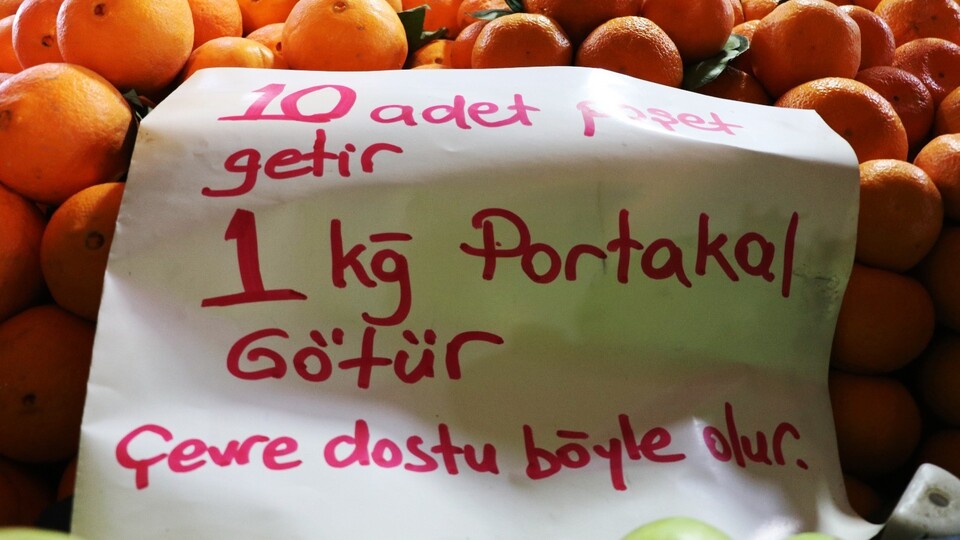 10 adet poşet
getir
1 kg Portakal
Götür
Çevre dostu böyle olur.